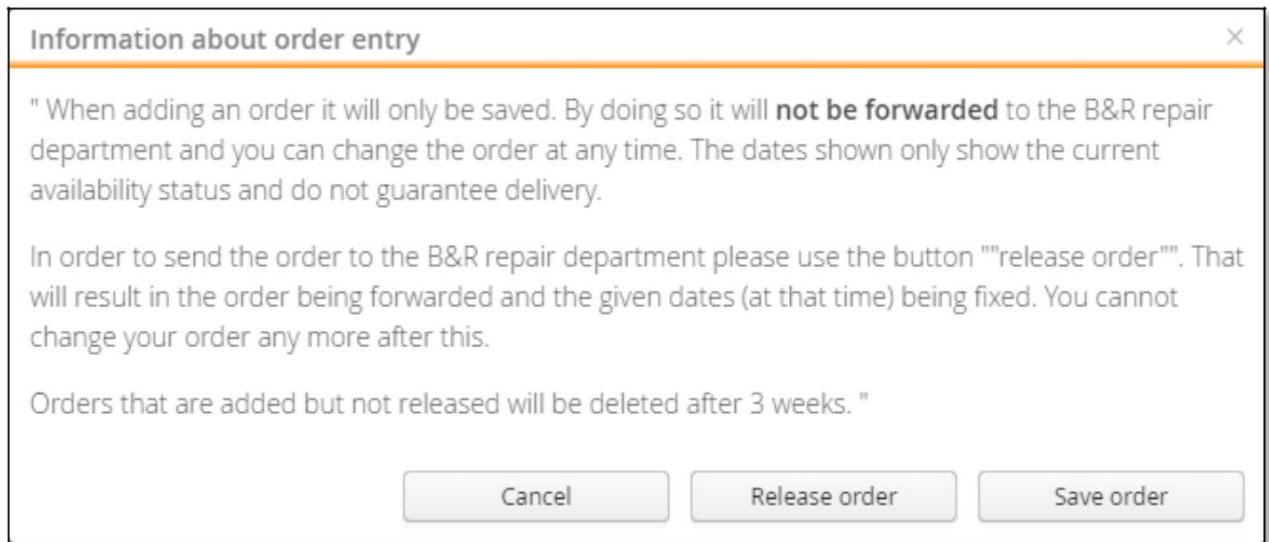 Information about order entry
" When adding an order it will only be saved. By doing so it will not be forwarded to the B&R repair
department and you can change the order at any time. The dates shown only show the current
availability status and do not guarantee delivery.
In order to send the order to the B&R repair department please use the button ""release order"". That
will result in the order being forwarded and the given dates (at that time) being fixed. You cannot
change your order any more after this.
Orders that are added but not released will be deleted after 3 weeks. "
Cancel
Release order
Save order